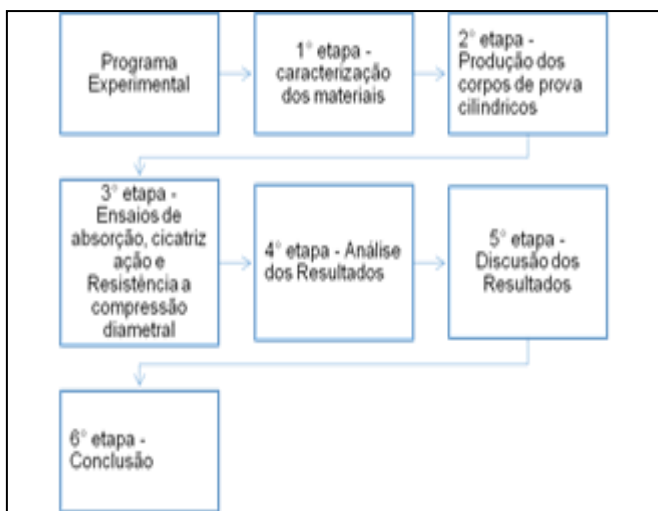 Programa
Experimental
1° etapa -
caracterização
dos materiais
2° etapa -
Produção dos
corpos de prova
cilindricos
3° etapa -
Ensaios de
absorção, cicatriz
ação e
Resistência a
compressão
diametral
4° etapa - Análise
dos Resultados
5° etapa -
Discusão dos
Resultados
6° etapa -
Conclusão